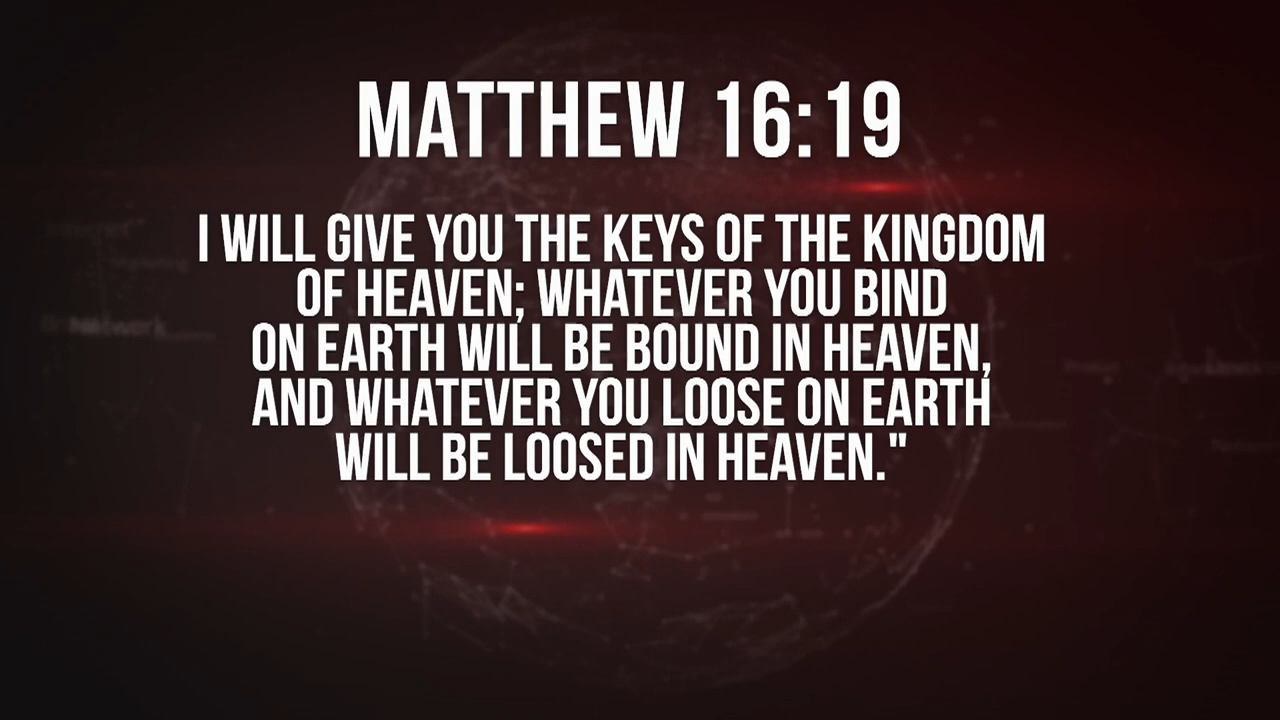 MATTHEW 16:19
I WILL GIVE YOU THE KEYS OF THE KINGDOM
OF HEAVEN; WHATEVER YOU BIND
ON EARTH WILL BE BOUND IN HEAVEN,
AND WHATEVER YOU LOOSE ON EARTH
WILL BE LOOSED IN HEAVEN."
Network